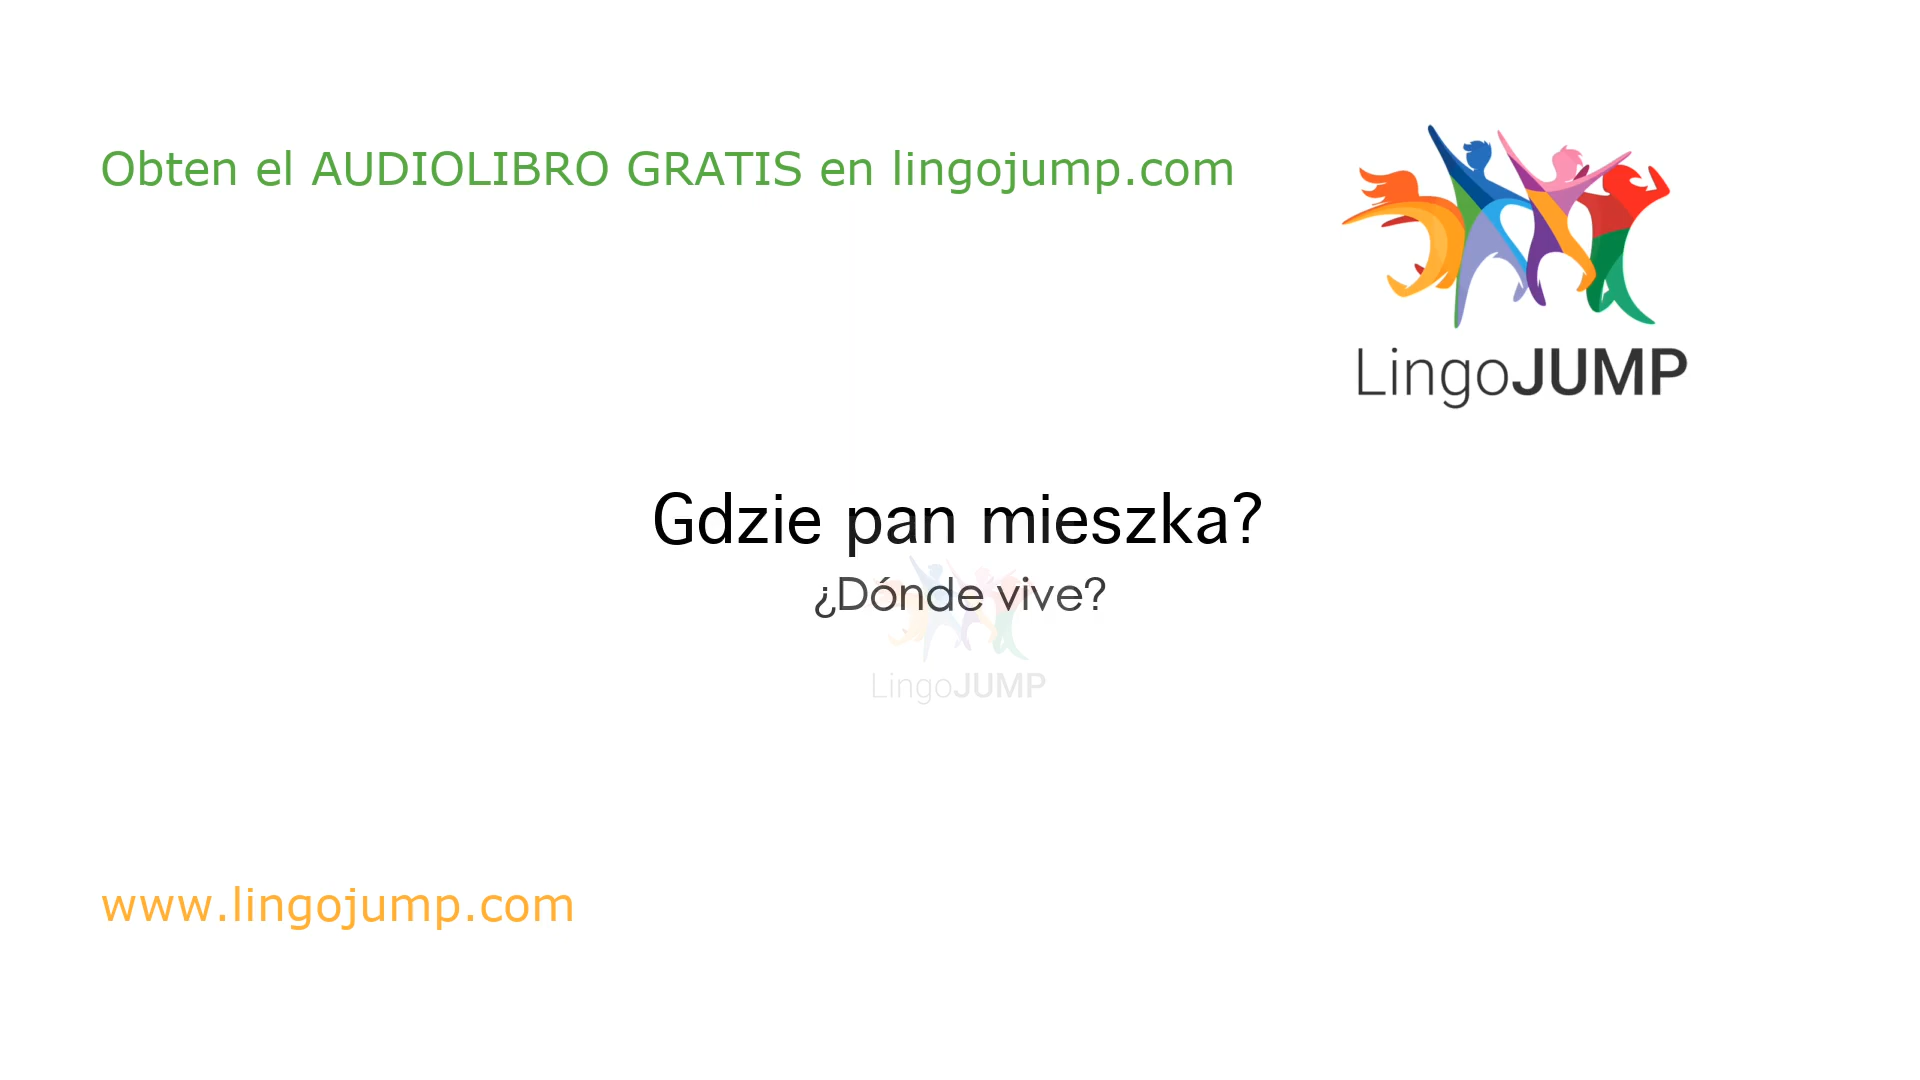 Obten el AUDIOLIBRO GRATIS en lingojump.com
LingoJUMP
Gdzie pan mieszka?
¿Dónde vive?
LingoJUMP
www.lingojump.com